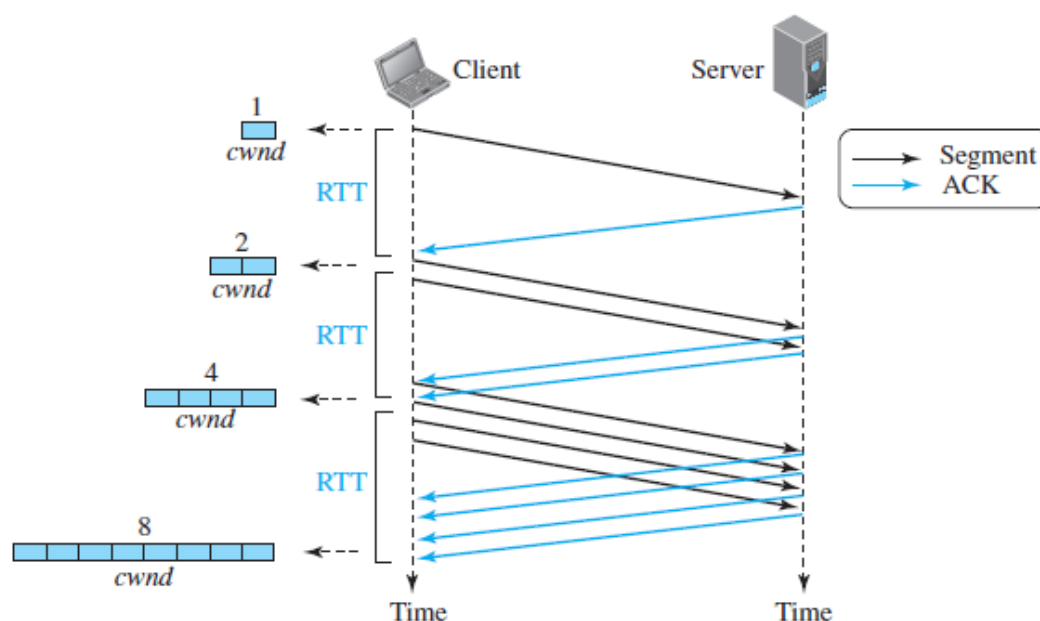 Client
Server
1
cwnd
Segment
ACK
RTT
2
cwnd
RTT
4
cwnd
RTT
8
cwnd
Time
Time